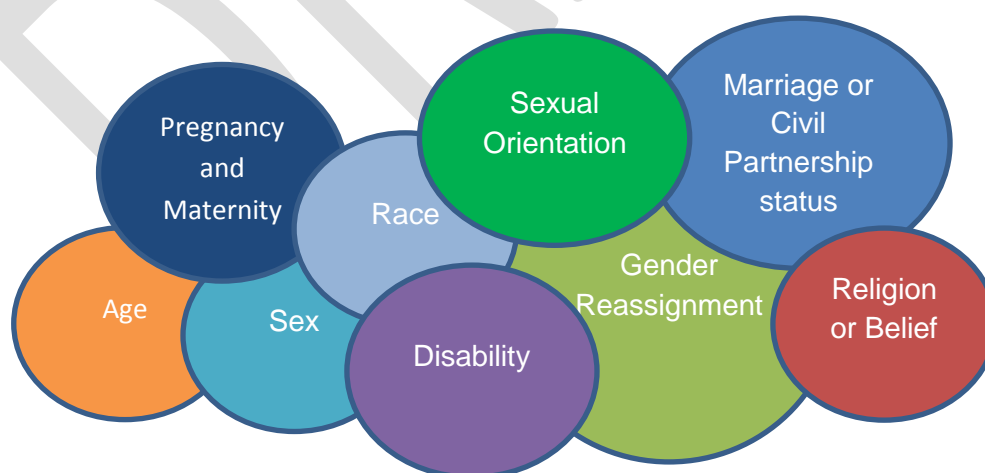 Pregnancy
and
Maternity
Sexual
Orientation
Marriage or
Civil
Partnership
status
Race
Age
Sex
Disability
Gender
Reassignment
Religion
or Belief